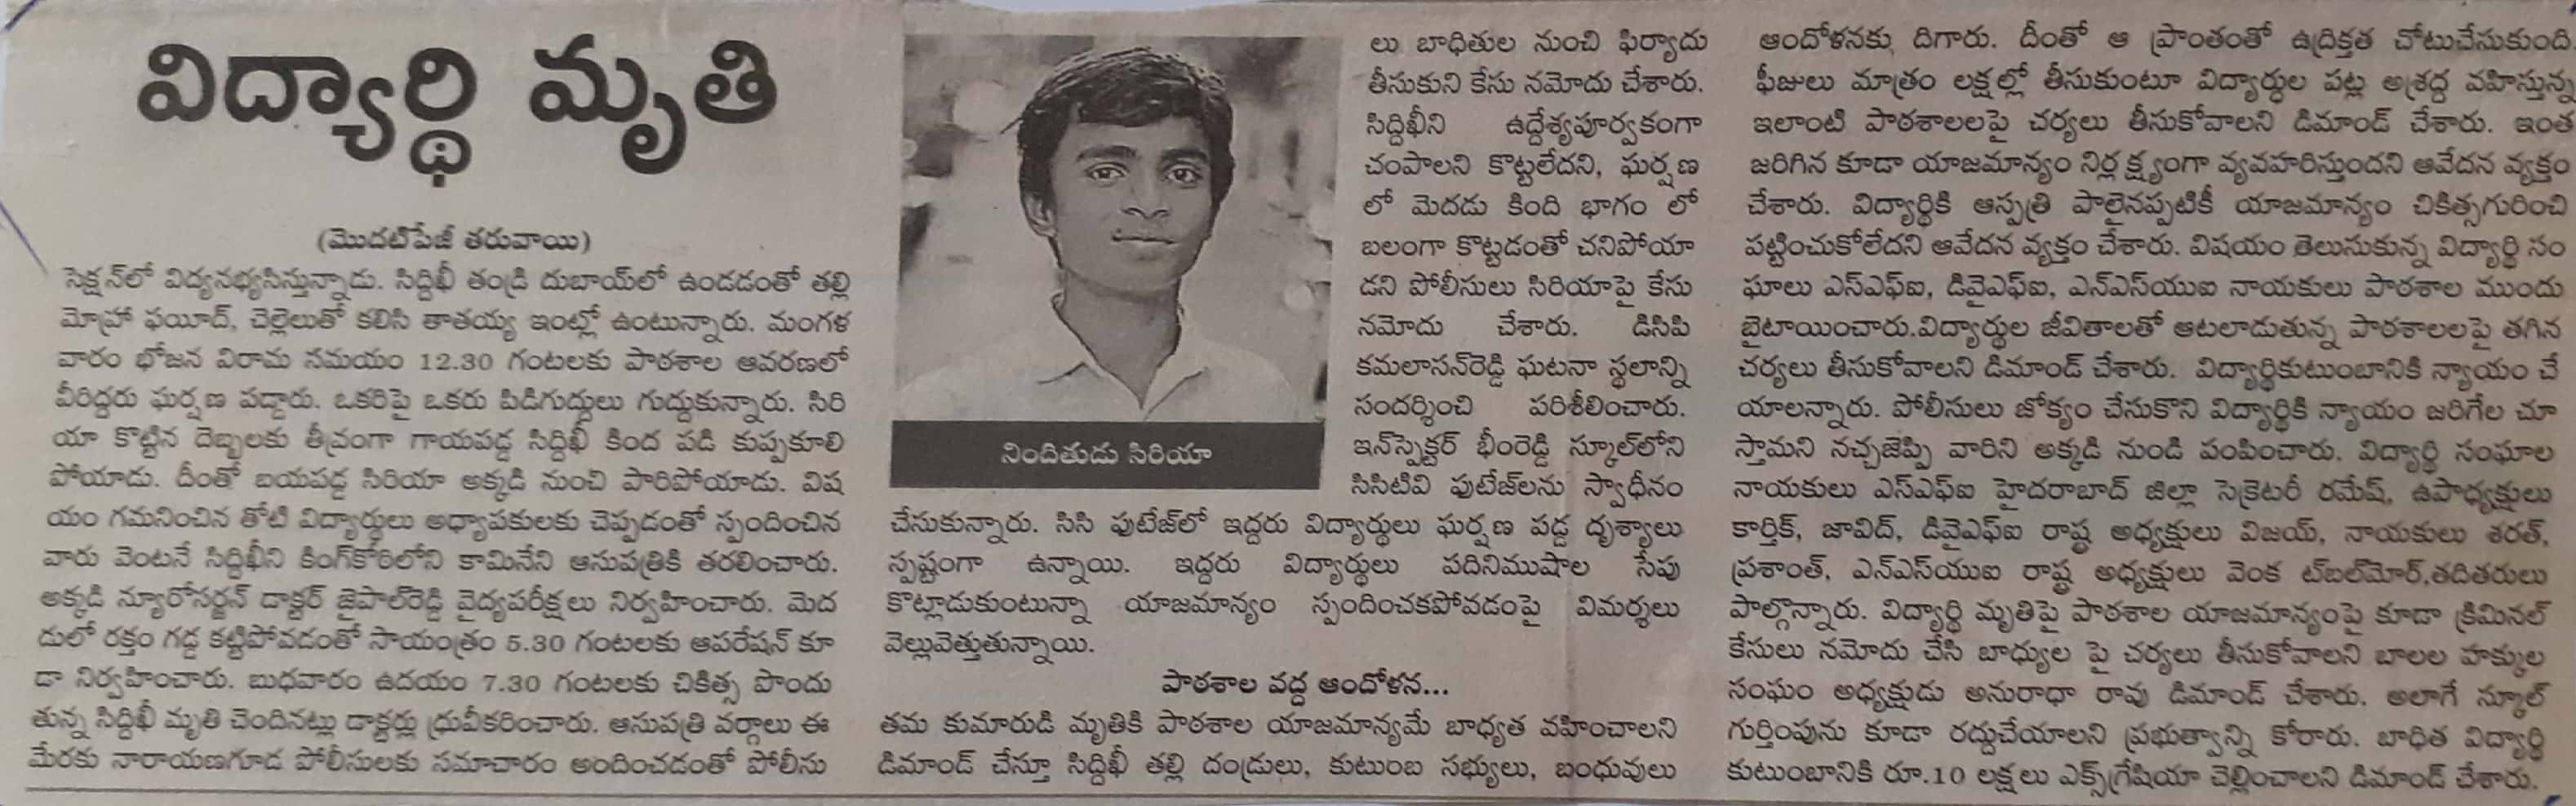 విద్యార్థి మృతి
(మొదటిపేజీ తరువాయి)
సెక్షన్‌లో విద్యనభ్యసిస్తున్నాడు. సిద్దిఖీ తండ్రి దుబాయ్‌లో ఉండడంతో తల్లి
మోహ్రా ఫయీద్, చెల్లెలుతో కలిసి తాతయ్య ఇంట్లో ఉంటున్నారు. మంగళ
వారం భోజన విరామ సమయం 12.30 గంటలకు పాఠశాల ఆవరణలో
వీరిద్దరు ఘర్షణ పడ్డారు. ఒకరిపై ఒకరు పిడిగుద్దులు గుద్దుకున్నారు. సిరి
యా కొట్టిన దెబ్బలకు తీవ్రంగా గాయపడ్డ సిద్దిఖీ కింద పడి కుప్పకూలి
పోయాడు. దీంతో బయపడ్డ సిరియా అక్కడి నుంచి పారిపోయాడు. విష
యం గమనించిన తోటి విద్యార్థులు అధ్యాపకులకు చెప్పడంతో స్పందించిన
వారు వెంటనే సిద్దిఖీని కింగ్‌కోఠిలోని కామినేని ఆసుపత్రికి తరలించారు.
అక్కడి న్యూరోసర్జన్ డాక్టర్ జైపాల్‌రెడ్డి వైద్యపరీక్షలు నిర్వహించారు. మెద
డులో రక్తం గడ్డ కట్టిపోవడంతో సాయంత్రం 5.30 గంటలకు ఆపరేషన్ కూ
డా నిర్వహించారు. బుధవారం ఉదయం 7.30 గంటలకు చికిత్స పొందు
తున్న సిద్దిఖీ మృతి చెందినట్లు డాక్టర్లు ధ్రువీకరించారు. ఆసుపత్రి వర్గాలు ఈ
మేరకు నారాయణగూడ పోలీసులకు సమాచారం అందించడంతో పోలీసు
నిందితుడు సిరియా
లు బాధితుల నుంచి ఫిర్యాదు
తీసుకుని కేసు నమోదు చేశారు.
సిద్దిఖీని ఉద్దేశ్యపూర్వకంగా
చంపాలని కొట్టలేదని, ఘర్షణ
లో మెదడు కింది భాగం లో
బలంగా కొట్టడంతో చనిపోయా
డని పోలీసులు సిరియాపై కేసు
నమోదు చేశారు. డిసిపి
కమలాసన్‌రెడ్డి ఘటనా స్థలాన్ని
సందర్శించి పరిశీలించారు.
ఇన్‌స్పెక్టర్ భీంరెడ్డి స్కూల్‌లోని
సిసిటివి ఫుటేజ్‌లను స్వాధీనం
చేసుకున్నారు. సిసి ఫుటేజ్‌లో ఇద్దరు విద్యార్థులు ఘర్షణ పడ్డ దృశ్యాలు
స్పష్టంగా ఉన్నాయి. ఇద్దరు విద్యార్థులు పదినిముషాల సేపు
కొట్లాడుకుంటున్నా యాజమాన్యం స్పందించకపోవడంపై విమర్శలు
వెల్లువెత్తుతున్నాయి.
పాఠశాల వద్ద ఆందోళన...
తమ కుమారుడి మృతికి పాఠశాల యాజమాన్యమే బాధ్యత వహించాలని
డిమాండ్ చేస్తూ సిద్దిఖీ తల్లి దండ్రులు, కుటుంబ సభ్యులు, బంధువులు
ఆందోళనకు దిగారు. దీంతో ఆ ప్రాంతంతో ఉద్రిక్తత చోటుచేసుకుంది
ఫీజులు మాత్రం లక్షల్లో తీసుకుంటూ విద్యార్థుల పట్ల అశ్రద్ధ వహిస్తున్న
ఇలాంటి పాఠశాలలపై చర్యలు తీసుకోవాలని డిమాండ్ చేశారు. ఇంత
జరిగిన కూడా యాజమాన్యం నిర్ల క్ష్యంగా వ్యవహరిస్తుందని ఆవేదన వ్యక్తం
చేశారు. విద్యార్థికి ఆస్పత్రి పాలైనప్పటికీ యాజమాన్యం చికిత్సగురించి
పట్టించుకోలేదని ఆవేదన వ్యక్తం చేశారు. విషయం తెలుసుకున్న విద్యార్థి సం
ఘాలు ఎస్ఎఫ్ఐ, డివైఎఫ్ఐ, ఎన్ఎస్‌యుఐ నాయకులు పాఠశాల ముందు
బైటాయించారు.విద్యార్థుల జీవితాలతో ఆటలాడుతున్న పాఠశాలలపై తగిన
చర్యలు తీసుకోవాలని డిమాండ్ చేశారు. విద్యార్థికుటుంబానికి న్యాయం చే
యాలన్నారు. పోలీసులు జోక్యం చేసుకొని విద్యార్థికి న్యాయం జరిగేల చూ
స్తామని నచ్చజెప్పి వారిని అక్కడి నుండి పంపించారు. విద్యార్థి సంఘాల
నాయకులు ఎస్ఎఫ్ఐ హైదరాబాద్ జిల్లా సెక్రెటరీ రమేష్, ఉపాధ్యక్షులు
కార్తిక్, జావిద్, డివైఎఫ్ఐ రాష్ట్ర అధ్యక్షులు విజయ్, నాయకులు శరత్,
ప్రశాంత్, ఎన్ఎస్‌యుఐ రాష్ట్ర అధ్యక్షులు వెంక ట్‌బల్‌మోర్,తదితరులు
పాల్గొన్నారు. విద్యార్థి మృతిపై పాఠశాల యాజమాన్యంపై కూడా క్రిమినల్
కేసులు నమోదు చేసి బాధ్యుల పై చర్యలు తీసుకోవాలని బాలల హక్కుల
సంఘం అధ్యక్షుడు అనురాధా రావు డిమాండ్ చేశారు. అలాగే స్కూల్
గుర్తింపును కూడా రద్దుచేయాలని ప్రభుత్వాన్ని కోరారు. బాధిత విద్యార్థి
కుటుంబానికి రూ.10 లక్షలు ఎక్స్‌గ్రేషియా చెల్లించాలని డిమాండ్ చేశారు.